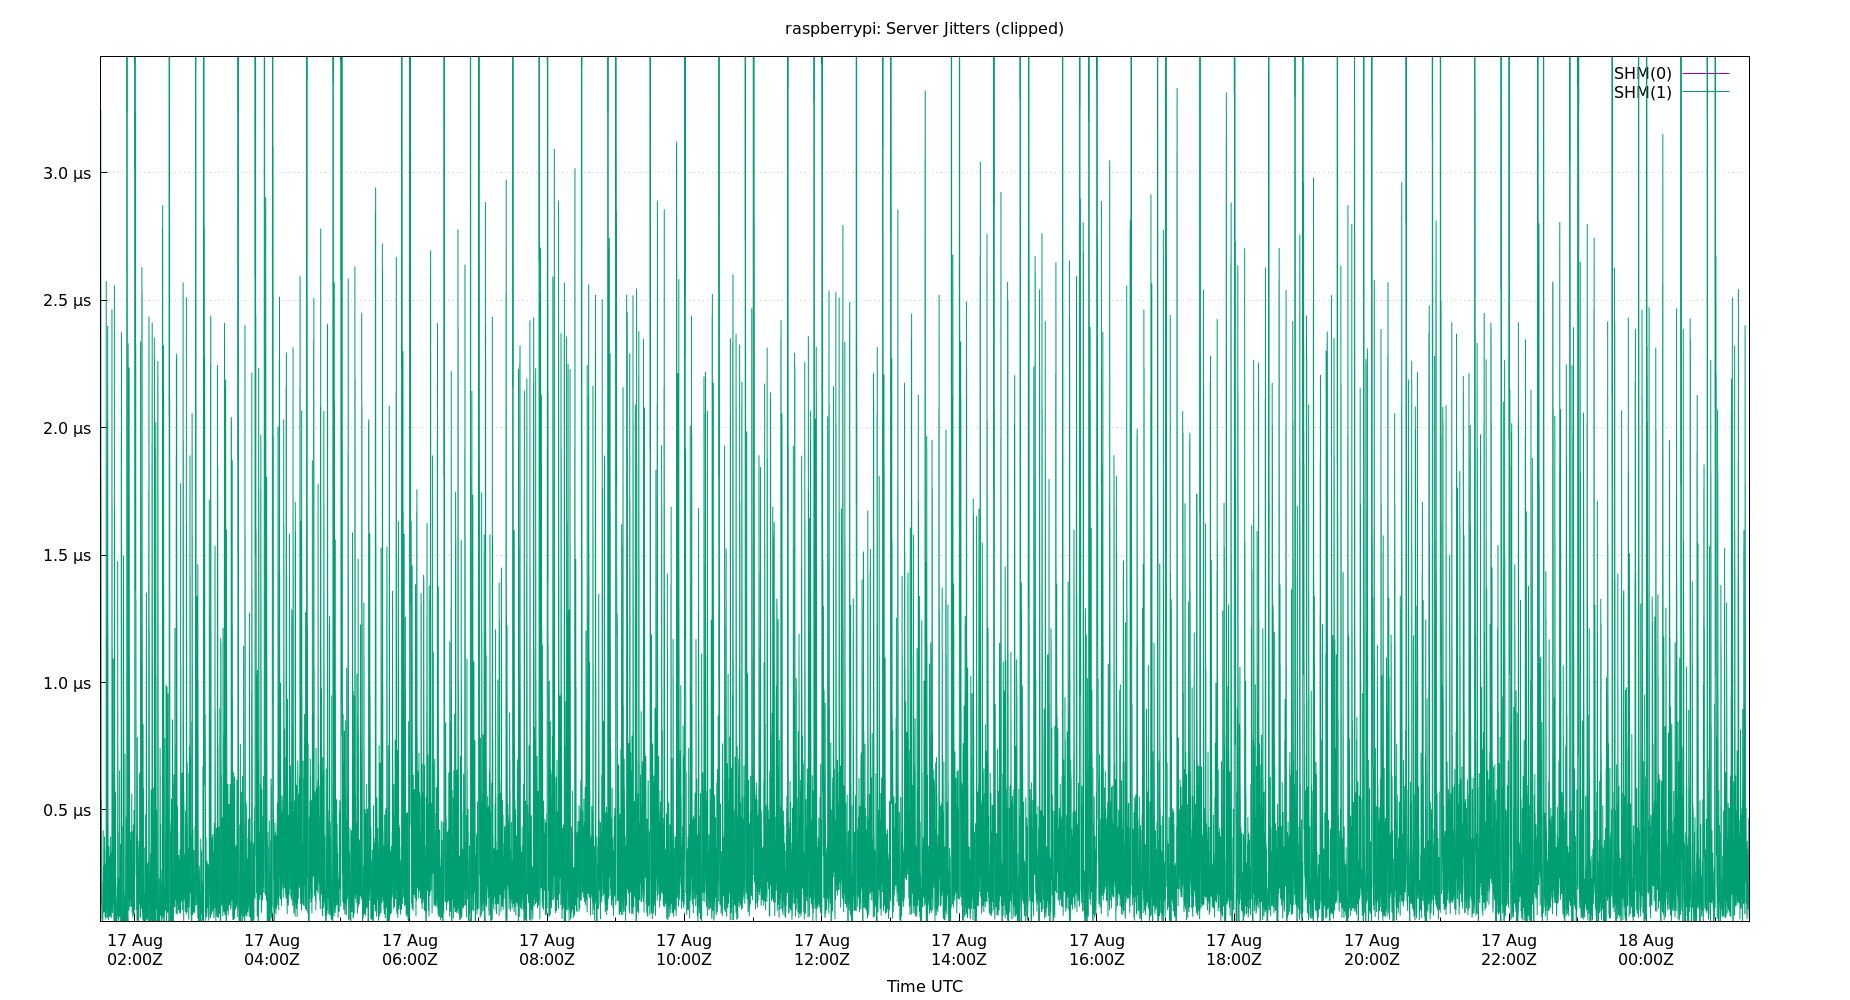 raspberrypi: Server Jitters (clipped)
SHM(0)
SHM(1)
3.0 µs
2.5 µs
2.0 µs
1.5 µs
1.0 µs
0.5 µs
17 Aug 17 Aug 17 Aug 17 Aug 17 Aug 17 Aug 17 Aug 17 Aug 17 Aug 17 Aug 17 Aug 18 Aug
02:00Z 04:00Z 06:00Z 08:00Z 10:00Z 12:00Z 14:00Z 16:00Z 18:00Z 20:00Z 22:00Z 00:00Z
Time UTC